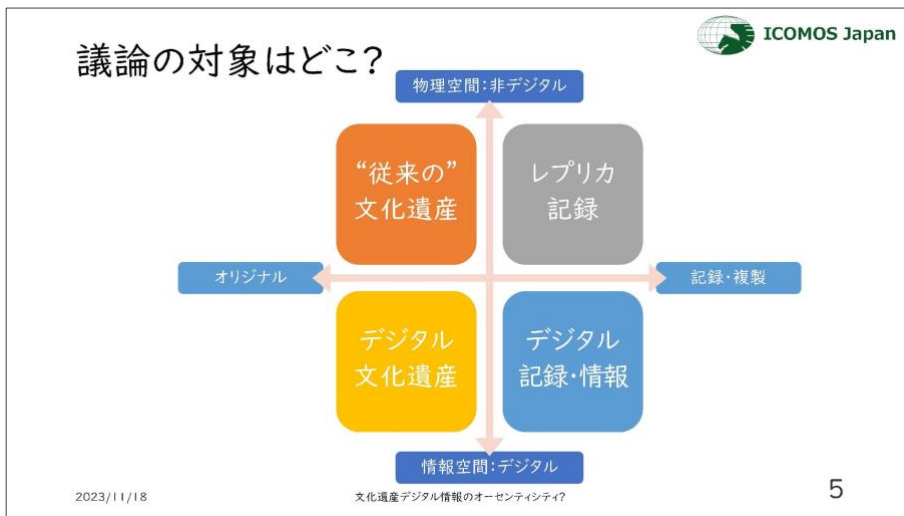 議論の対象はどこ?
ICOMOS Japan
物理空間:非デジタル
“従来の”
文化遺産
レプリカ
記録
オリジナル
記録・複製
デジタル
文化遺産
デジタル
記録・情報
情報空間:デジタル
2023/11/18
文化遺産デジタル情報のオーセンティシティ?
5